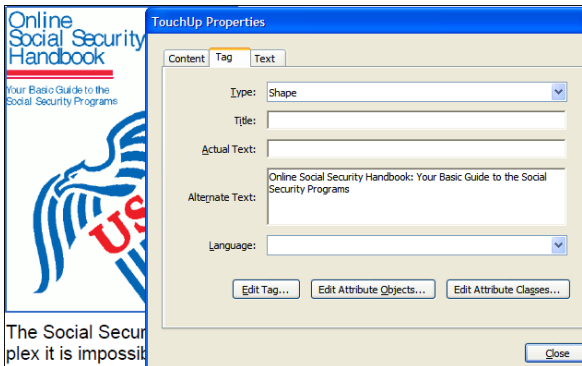 Online
Social Security
Handbook
Your Basic Guide to the
Social Security Programs
US
The Social Secur
plex it is impossib
TouchUp Properties
Content Tag Text
Type: Shape
Title:
Actual Text:
Alternate Text: Online Social Security Handbook: Your Basic Guide to the Social
Security Programs
Language:
Edit Tag... Edit Attribute Objects... Edit Attribute Classes...
Close